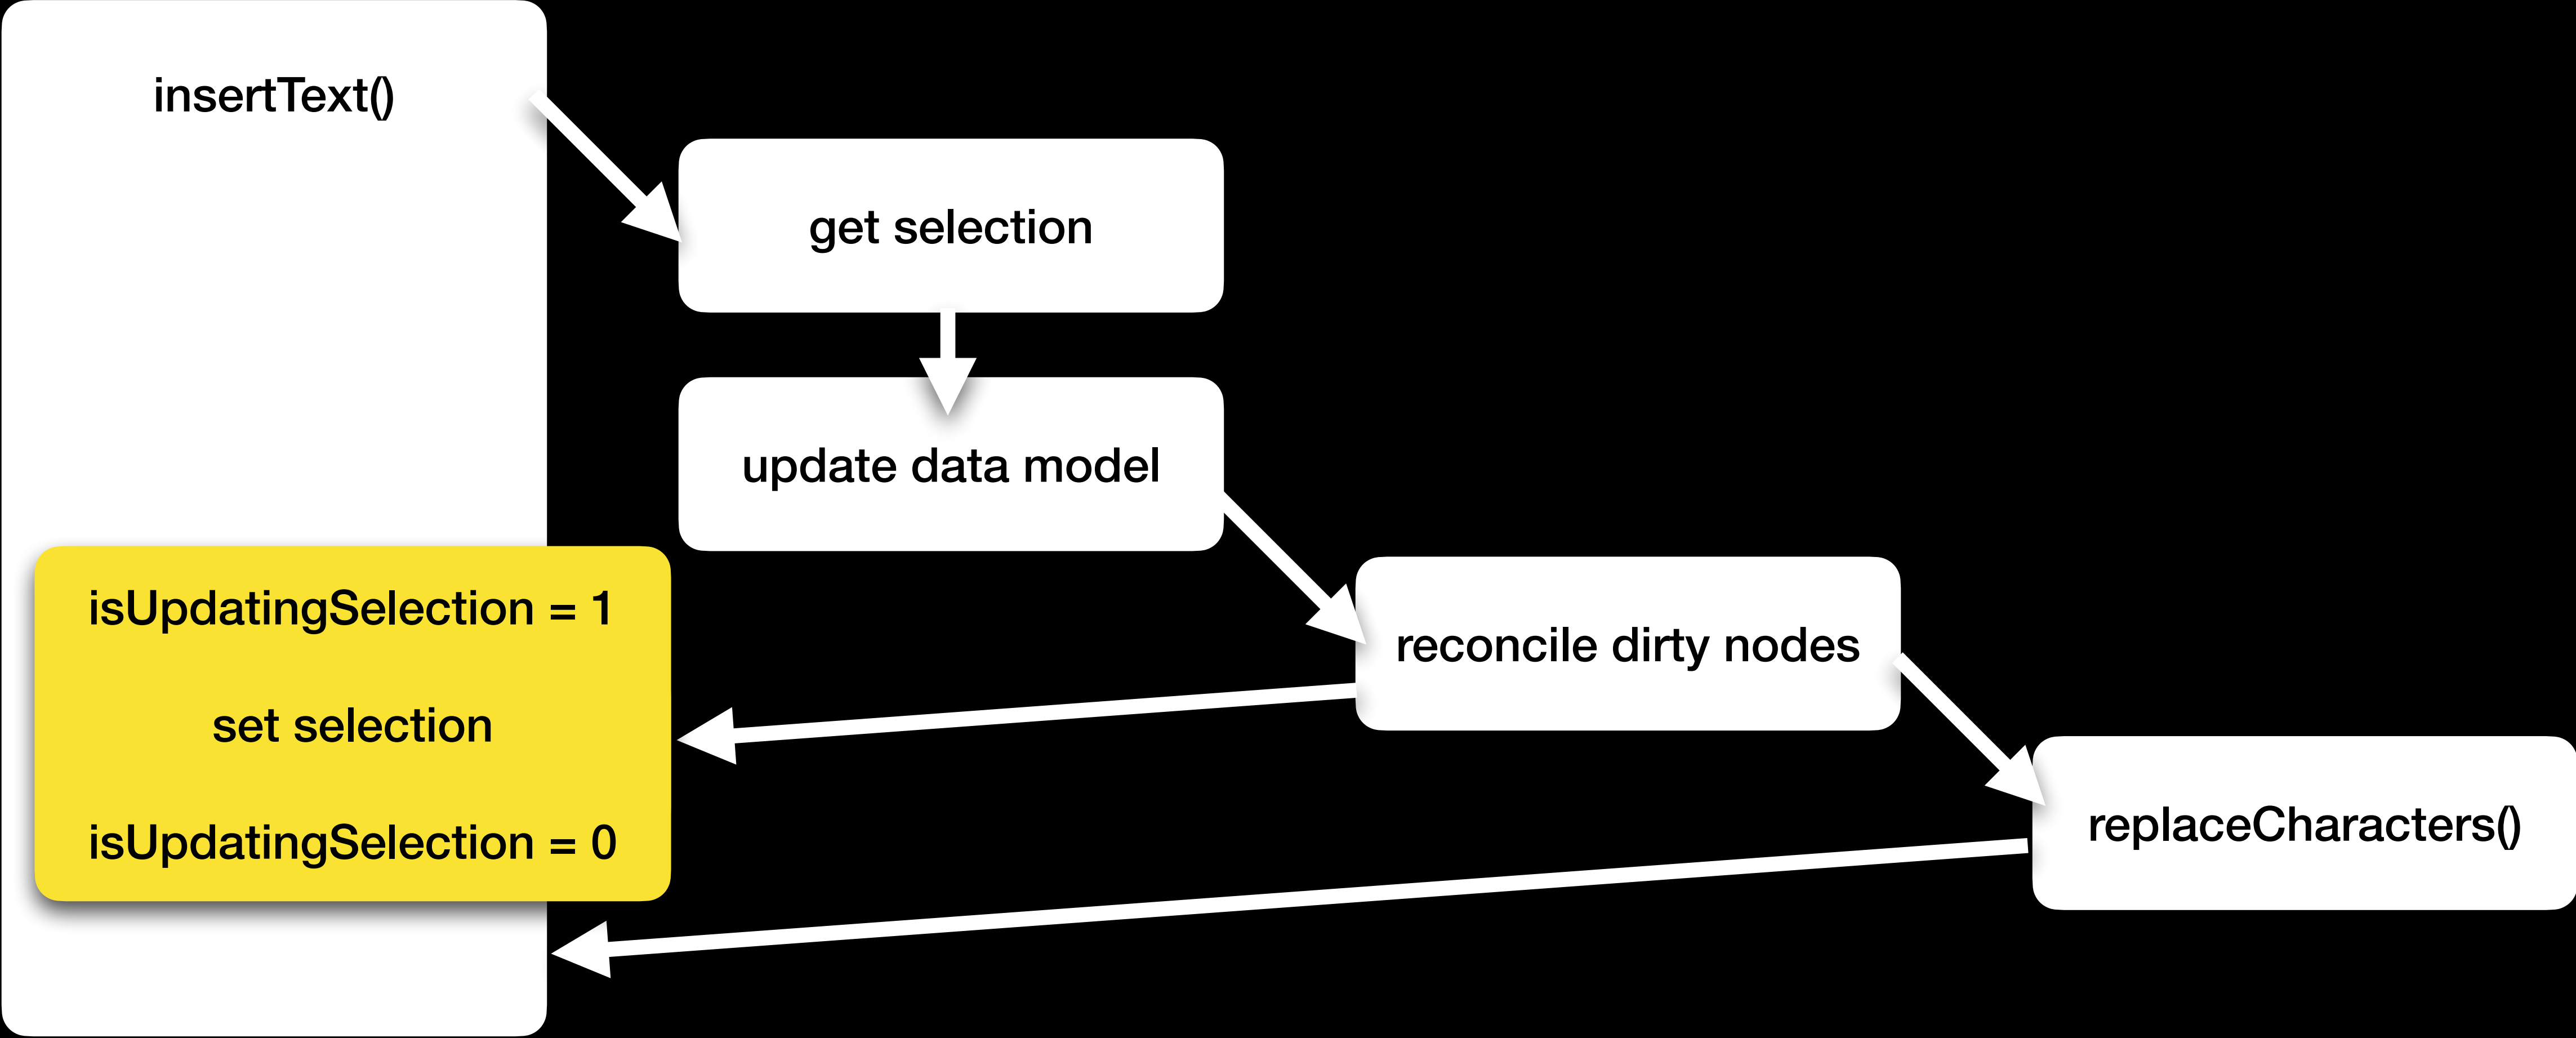 insertText()
get selection
update data model
isUpdatingSelection = 1
set selection
isUpdatingSelection = 0
reconcile dirty nodes
replaceCharacters()